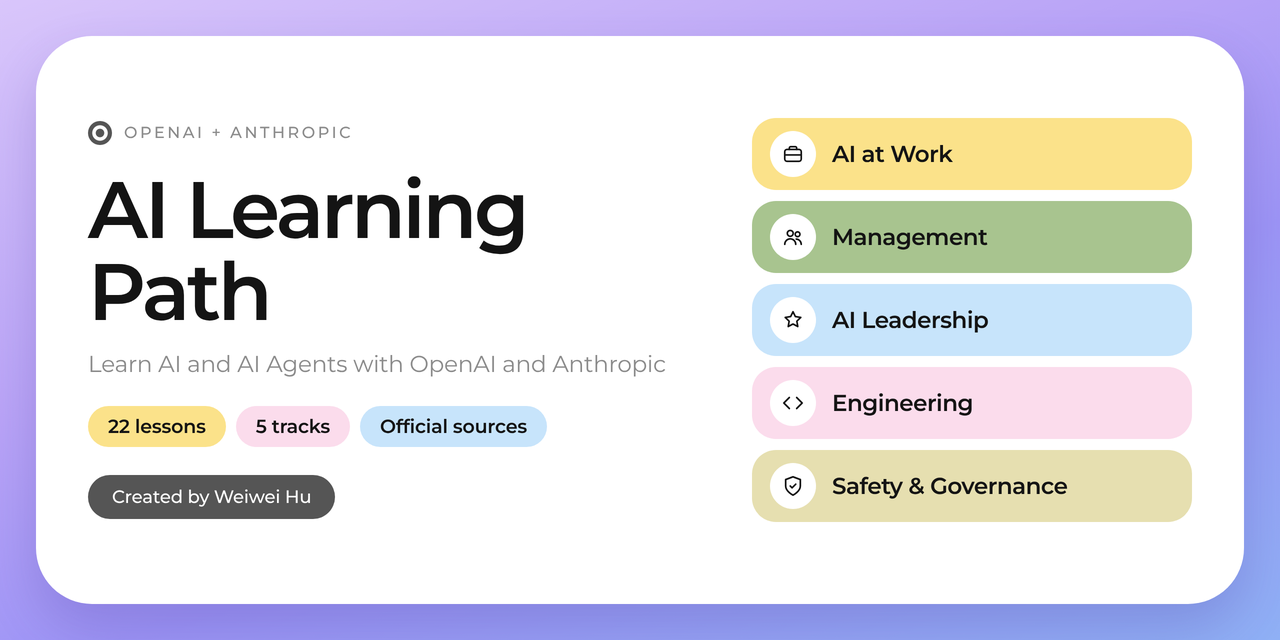 OPENAI + ANTHROPIC
AI Learning
Path
Learn AI and AI Agents with OpenAI and Anthropic
22 lessons
5 tracks
Official sources
Created by Weiwei Hu
AI at Work
Management
AI Leadership
Engineering
Safety & Governance